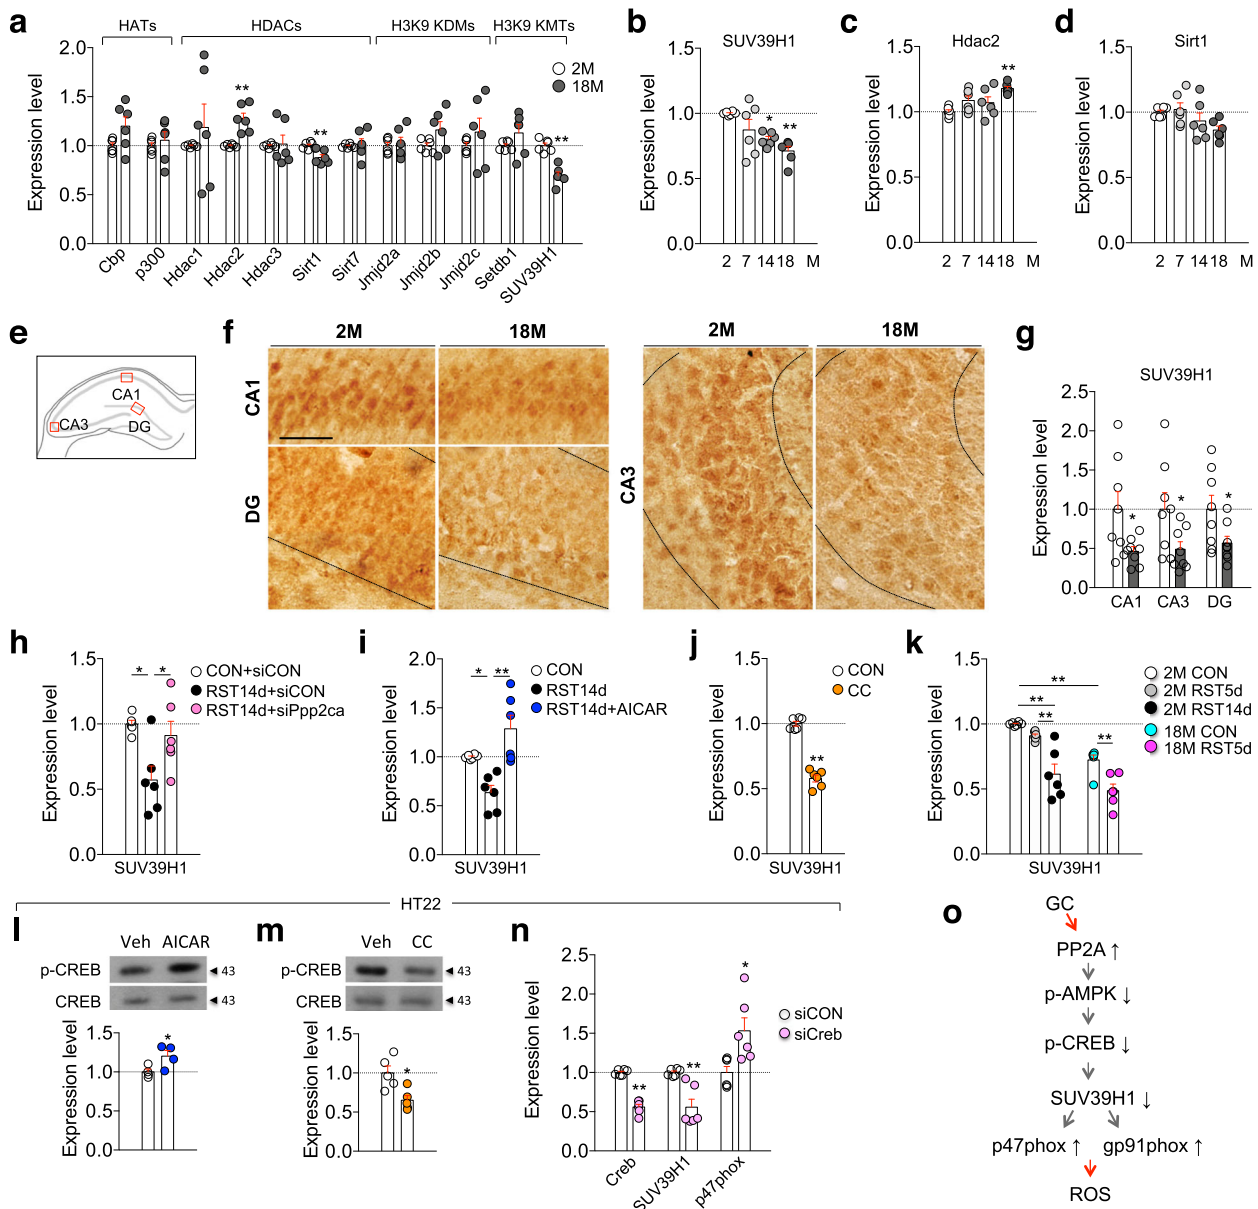 a
HATs
HDACs
H3K9 KDMs
H3K9 KMTs
2M
18M
Expression level
2.0
1.5
1.0
0.5
0.0
**
**
**
Cbp
p300
Hdac1
Hdac2
Hdac3
Sirt1
Sirt7
Jmjd2a
Jmjd2b
Jmjd2c
Setdb1
SUV39H1
b
SUV39H1
Expression level
1.5
1.0
0.5
0.0
*
**
2 7 14 18 M
c
Hdac2
Expression level
1.5
1.0
0.5
0.0
**
2 7 14 18 M
d
Sirt1
Expression level
1.5
1.0
0.5
0.0
2 7 14 18 M
e
CA1
CA3
DG
f
2M
18M
2M
18M
CA1
DG
CA3
g
SUV39H1
Expression level
2.5
2.0
1.5
1.0
0.5
0.0
*
*
*
CA1 CA3 DG
h
Expression level
1.5
1.0
0.5
0.0
* *
CON+siCON
RST14d+siCON
RST14d+siPpp2ca
SUV39H1
i
Expression level
2.0
1.5
1.0
0.5
0.0
* **
CON
RST14d
RST14d+AICAR
SUV39H1
j
Expression level
1.5
1.0
0.5
0.0
**
CON
CC
SUV39H1
k
Expression level
1.5
1.0
0.5
0.0
**
**
**
**
2M CON
2M RST5d
2M RST14d
18M CON
18M RST5d
SUV39H1
HT22
l
Veh AICAR
p-CREB
43
CREB
43
Expression level
1.5
1.0
0.5
0.0
*
m
Veh CC
p-CREB
43
CREB
43
Expression level
1.5
1.0
0.5
0.0
*
n
Expression level
2.5
2.0
1.5
1.0
0.5
0.0
**
**
*
siCON
siCreb
Creb
SUV39H1
p47phox
o
GC
PP2A ↑
p-AMPK ↓
p-CREB ↓
SUV39H1 ↓
p47phox ↑ gp91phox ↑
ROS